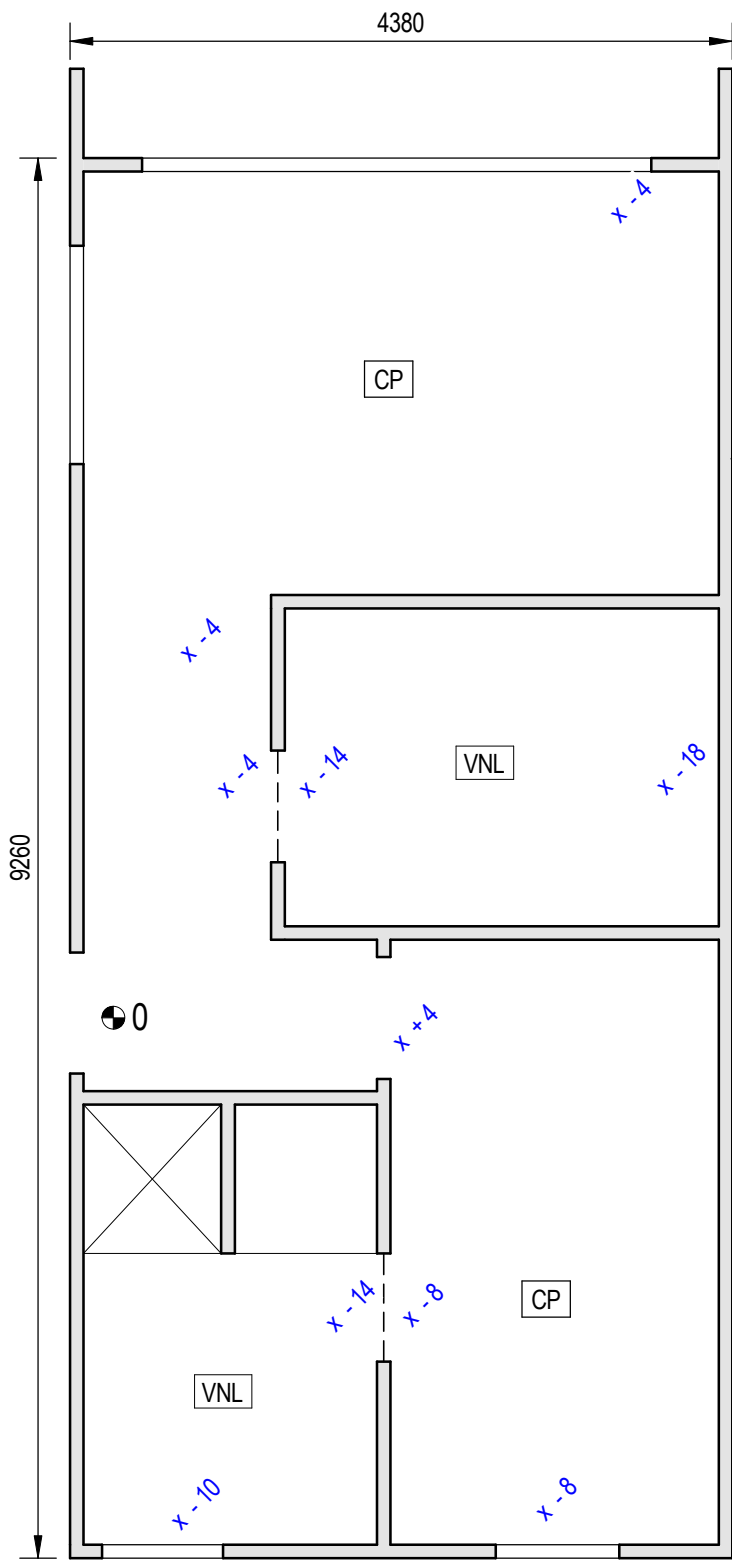 4380
x - 4
CP
x - 4
x - 4
x - 14
VNL
x - 18
9260
0
x + 4
x - 14
x - 8
CP
VNL
x - 10
x - 8